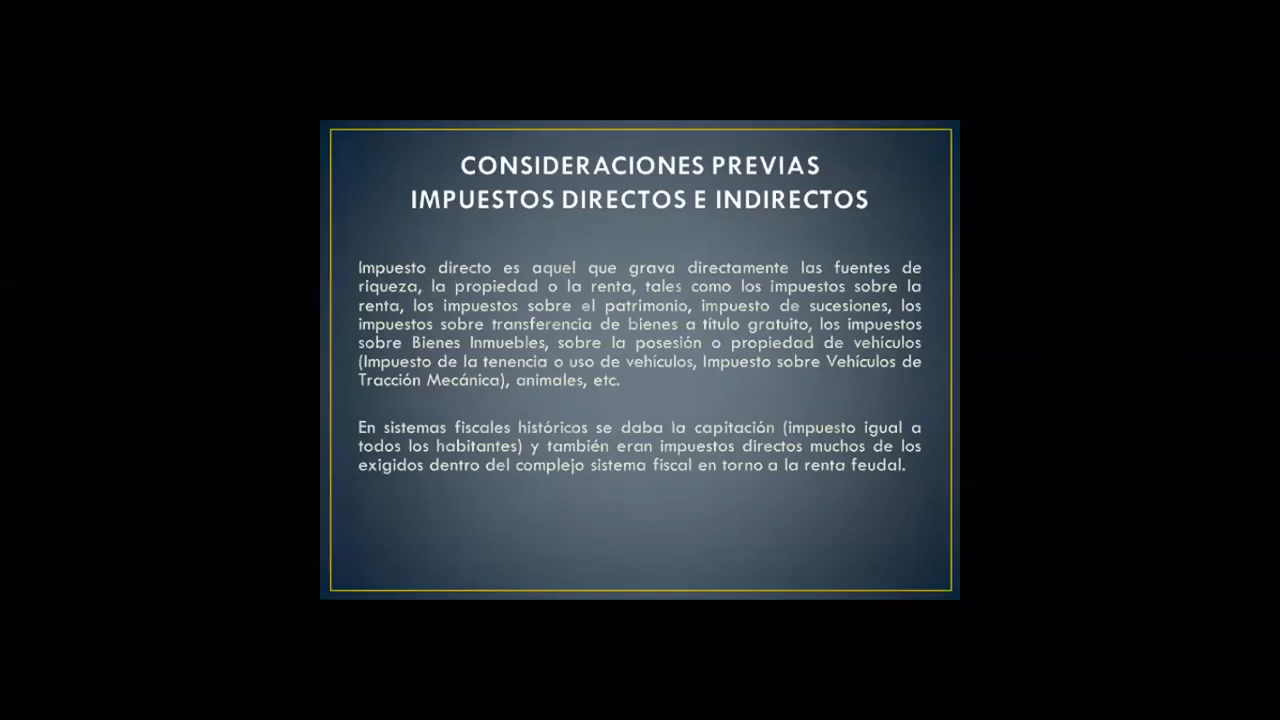 CONSIDERACIONES PREVIAS
IMPUESTOS DIRECTOS E INDIRECTOS
Impuesto directo es aquel que grava directamente las fuentes de
riqueza, la propiedad o la renta, tales como los impuestos sobre la
renta, los impuestos sobre el patrimonio, impuesto de sucesiones, los
impuestos sobre transferencia de bienes a título gratuito, los impuestos
sobre Bienes Inmuebles, sobre la posesión o propiedad de vehículos
(Impuesto de la tenencia o uso de vehículos, Impuesto sobre Vehículos de
Tracción Mecánica), animales, etc.
En sistemas fiscales históricos se daba la capitación (impuesto igual a
todos los habitantes) y también eran impuestos directos muchos de los
exigidos dentro del complejo sistema fiscal en torno a la renta feudal.